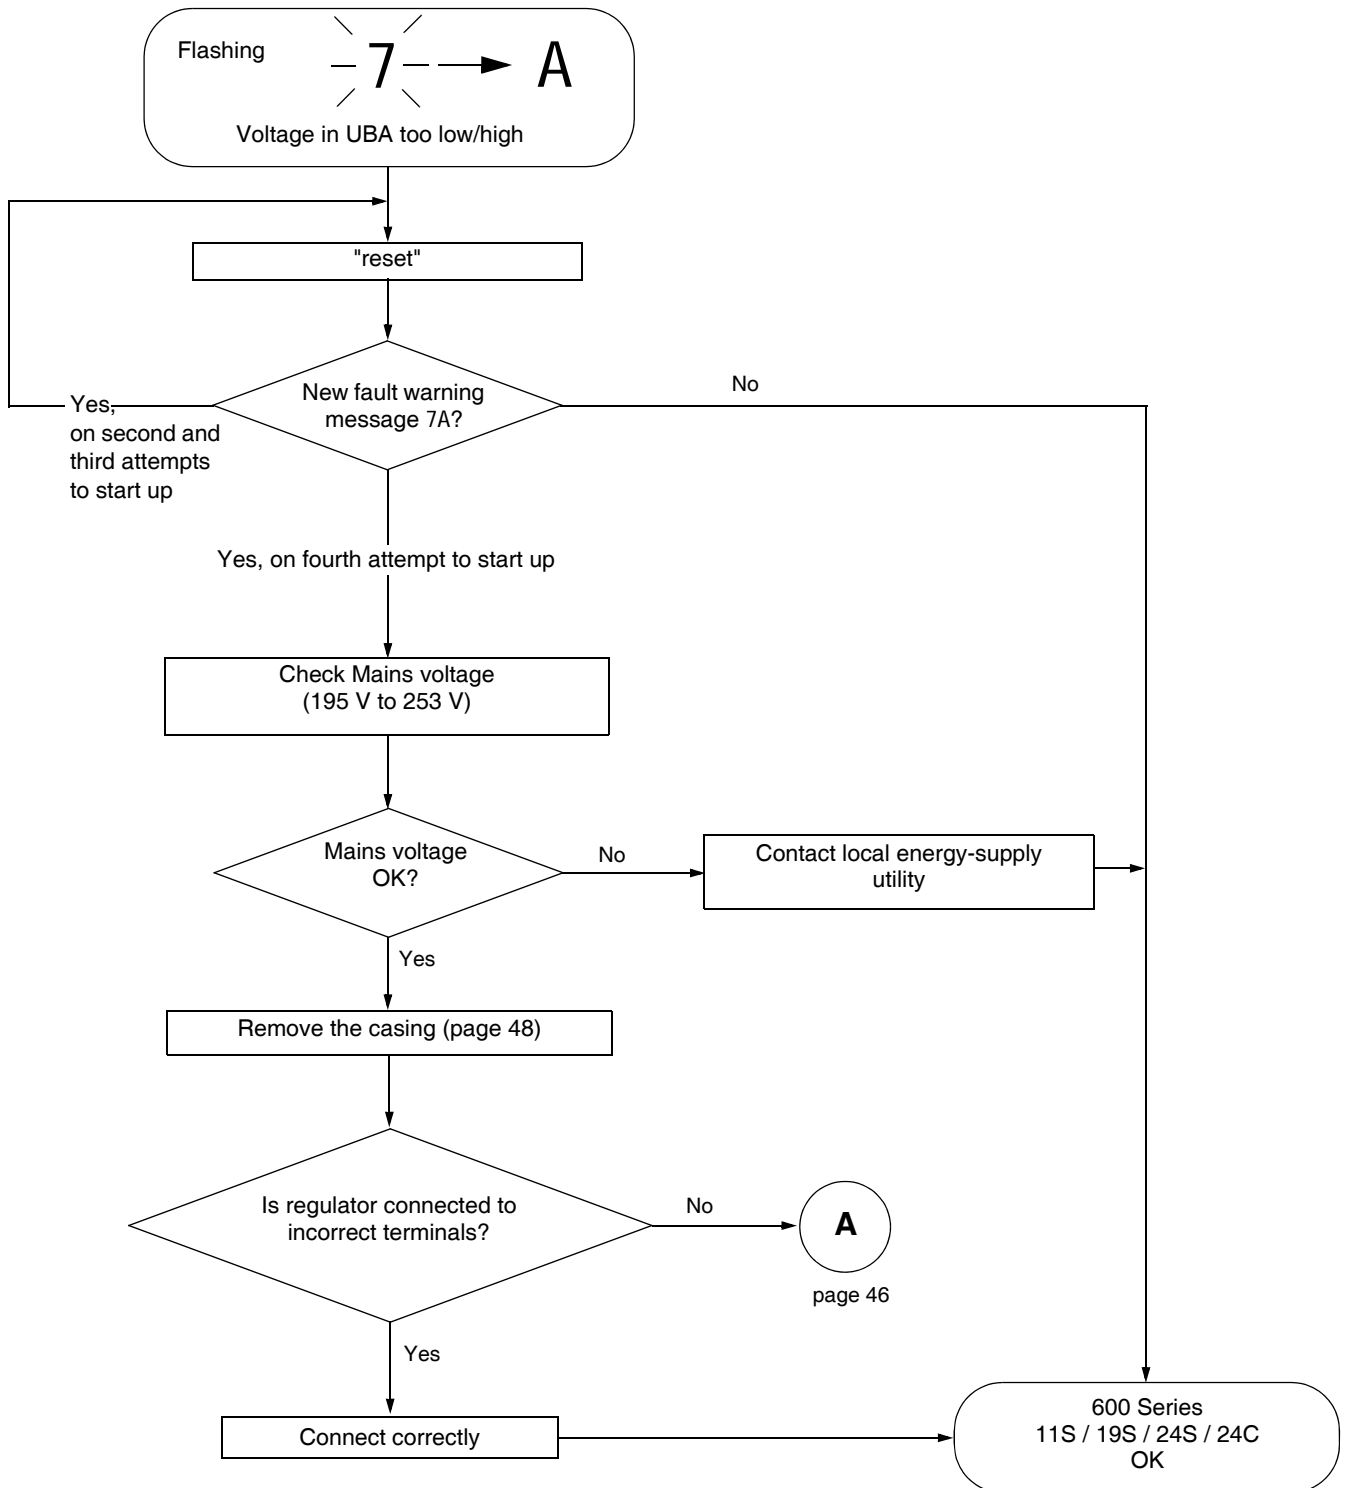 Flashing
7 A
Voltage in UBA too low/high
"reset"
New fault warning
message 7A?
No
Yes,
on second and
third attempts
to start up
Yes, on fourth attempt to start up
Check Mains voltage
(195 V to 253 V)
Mains voltage
OK?
No
Contact local energy-supply
utility
Yes
Remove the casing (page 48)
Is regulator connected to
incorrect terminals?
No
A
page 46
Yes
Connect correctly
600 Series
11S / 19S / 24S / 24C
OK